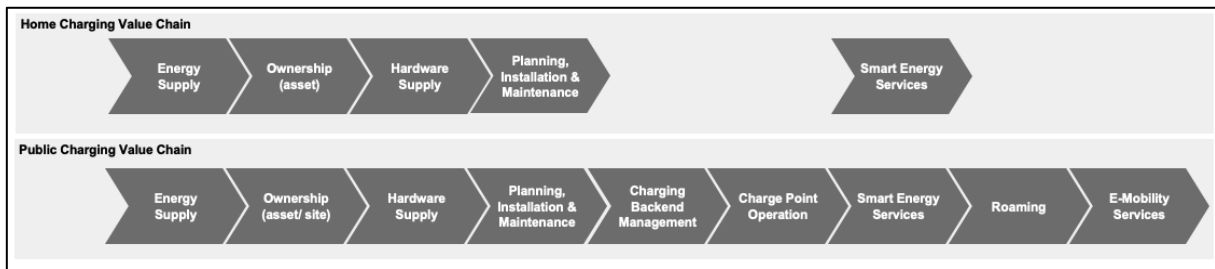 Home Charging Value Chain
Energy
Supply
Ownership
(asset)
Hardware
Supply
Planning,
Installation &
Maintenance
Smart Energy
Services
Public Charging Value Chain
Energy
Supply
Ownership
(asset/ site)
Hardware
Supply
Planning,
Installation &
Maintenance
Charging
Backend
Management
Charge Point
Operation
Smart Energy
Services
Roaming
E-Mobility
Services